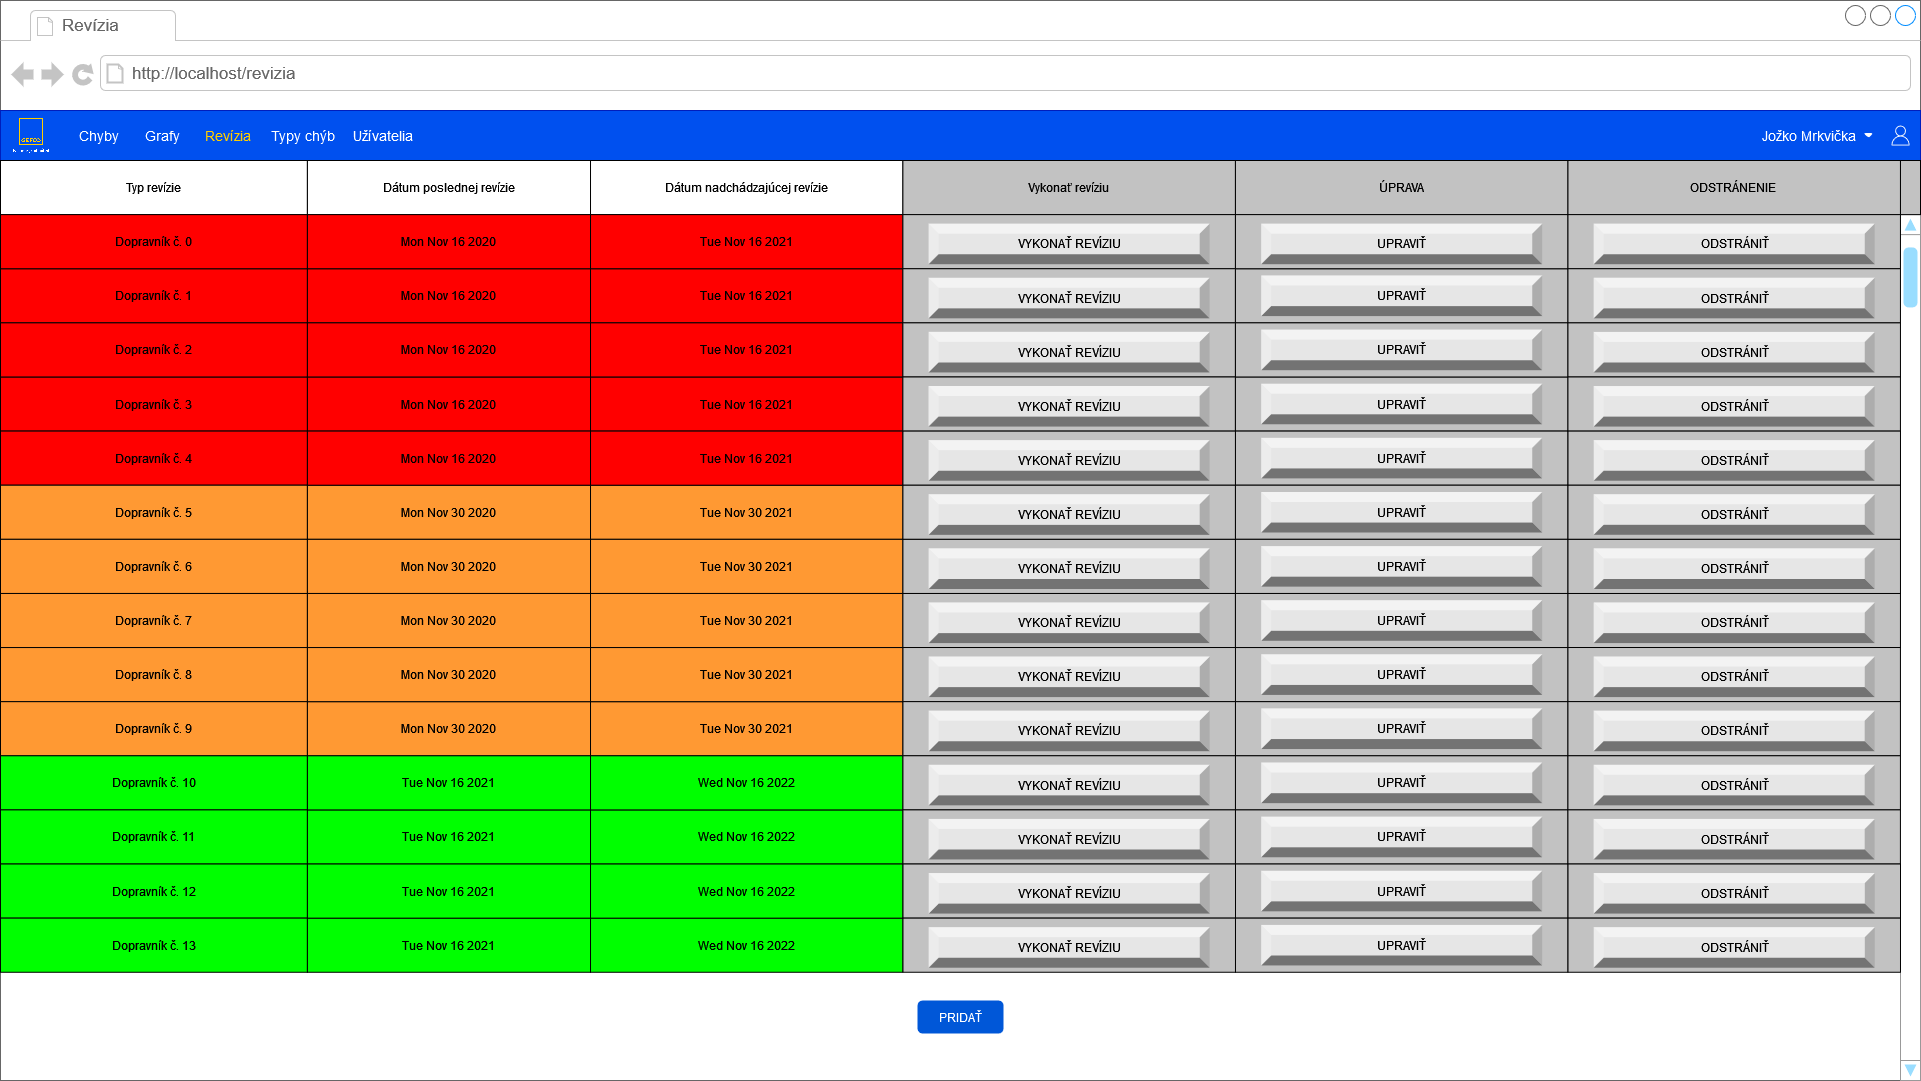 Revízia
http://localhost/revizia
GEFCO
Chyby Grafy Revízia Typy chýb Užívatelia Jožko Mrkvička
Typ revízie Dátum poslednej revízie Dátum nadchádzajúcej revízie Vykonať revíziu ÚPRAVA ODSTRÁNENIE
Dopravník č. 0 Mon Nov 16 2020 Tue Nov 16 2021 VYKONAŤ REVÍZIU UPRAVIŤ ODSTRÁNIŤ
Dopravník č. 1 Mon Nov 16 2020 Tue Nov 16 2021 VYKONAŤ REVÍZIU UPRAVIŤ ODSTRÁNIŤ
Dopravník č. 2 Mon Nov 16 2020 Tue Nov 16 2021 VYKONAŤ REVÍZIU UPRAVIŤ ODSTRÁNIŤ
Dopravník č. 3 Mon Nov 16 2020 Tue Nov 16 2021 VYKONAŤ REVÍZIU UPRAVIŤ ODSTRÁNIŤ
Dopravník č. 4 Mon Nov 16 2020 Tue Nov 16 2021 VYKONAŤ REVÍZIU UPRAVIŤ ODSTRÁNIŤ
Dopravník č. 5 Mon Nov 30 2020 Tue Nov 30 2021 VYKONAŤ REVÍZIU UPRAVIŤ ODSTRÁNIŤ
Dopravník č. 6 Mon Nov 30 2020 Tue Nov 30 2021 VYKONAŤ REVÍZIU UPRAVIŤ ODSTRÁNIŤ
Dopravník č. 7 Mon Nov 30 2020 Tue Nov 30 2021 VYKONAŤ REVÍZIU UPRAVIŤ ODSTRÁNIŤ
Dopravník č. 8 Mon Nov 30 2020 Tue Nov 30 2021 VYKONAŤ REVÍZIU UPRAVIŤ ODSTRÁNIŤ
Dopravník č. 9 Mon Nov 30 2020 Tue Nov 30 2021 VYKONAŤ REVÍZIU UPRAVIŤ ODSTRÁNIŤ
Dopravník č. 10 Tue Nov 16 2021 Wed Nov 16 2022 VYKONAŤ REVÍZIU UPRAVIŤ ODSTRÁNIŤ
Dopravník č. 11 Tue Nov 16 2021 Wed Nov 16 2022 VYKONAŤ REVÍZIU UPRAVIŤ ODSTRÁNIŤ
Dopravník č. 12 Tue Nov 16 2021 Wed Nov 16 2022 VYKONAŤ REVÍZIU UPRAVIŤ ODSTRÁNIŤ
Dopravník č. 13 Tue Nov 16 2021 Wed Nov 16 2022 VYKONAŤ REVÍZIU UPRAVIŤ ODSTRÁNIŤ
PRIDAŤ